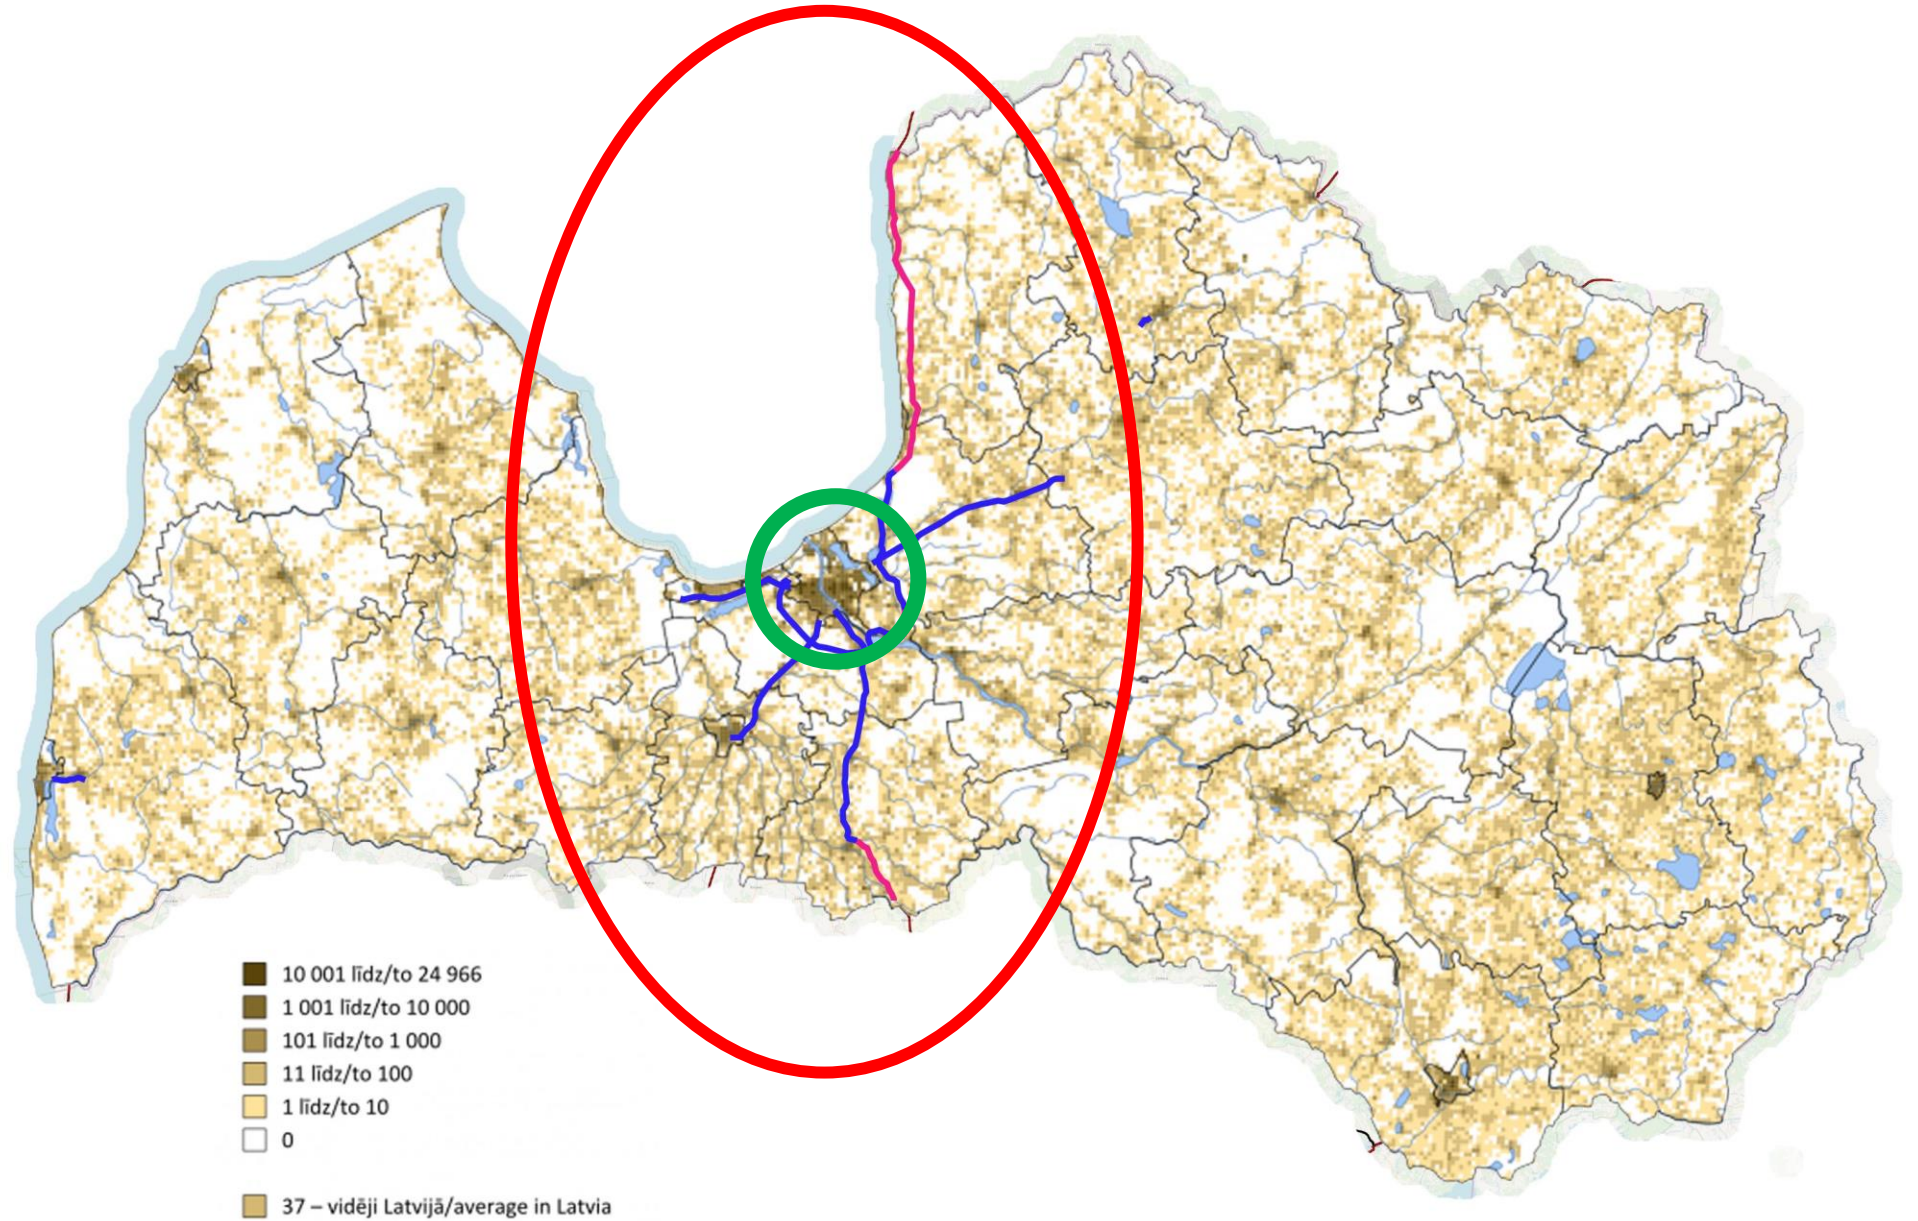 10 001 līdz/to 24 966
1 001 līdz/to 10 000
101 līdz/to 1 000
11 līdz/to 100
1 līdz/to 10
0
37 – vidēji Latvijā/average in Latvia